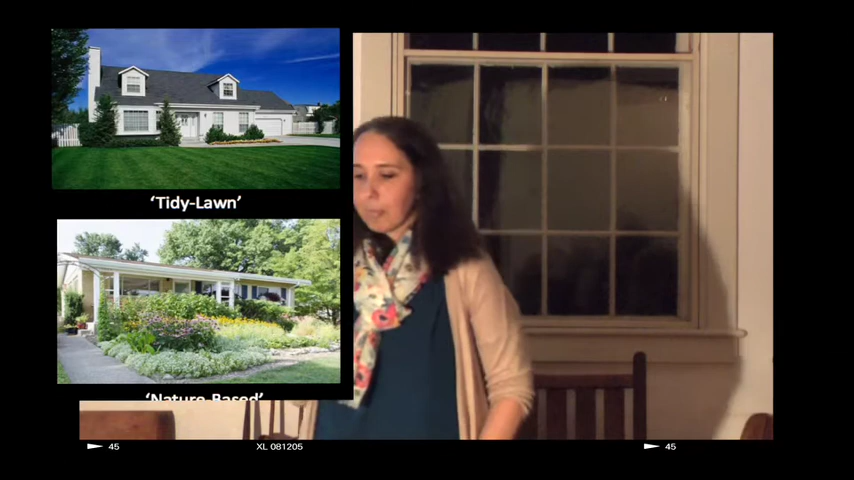 ‘Tidy-Lawn’
‘Nature-Based’
45
XL 081205
45